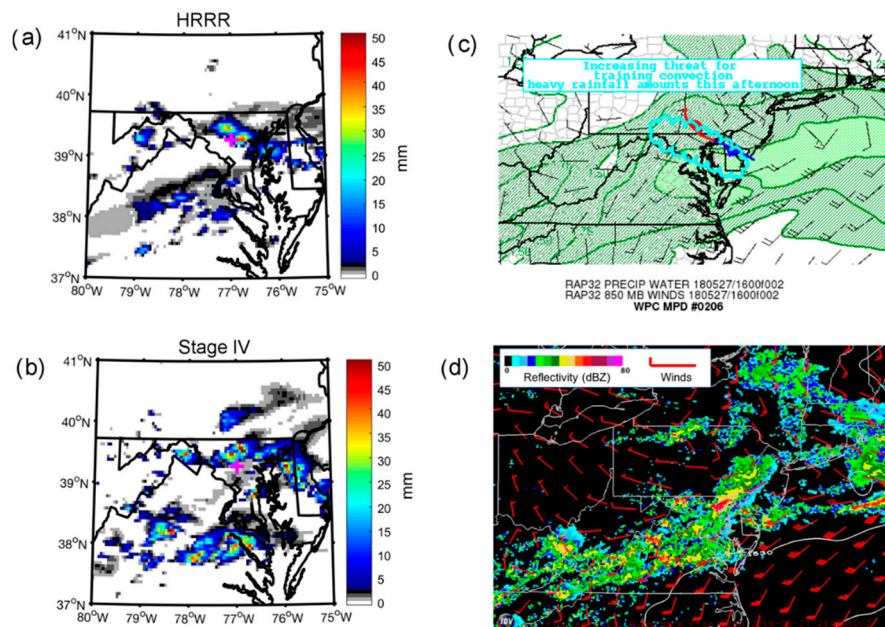 (a)
HRRR
41°N
40°N
39°N
38°N
37°N
80°W
79°W
78°W
77°W
76°W
75°W
50
45
40
35
30
25
20
15
10
5
0
mm
(b)
Stage IV
41°N
40°N
39°N
38°N
37°N
80°W
79°W
78°W
77°W
76°W
75°W
50
45
40
35
30
25
20
15
10
5
0
mm
(c)
Increasing threat for
training convection
heavy rainfall amounts this afternoon
RAP32 PRECIP WATER 180527/1600f002
RAP32 850 MB WINDS 180527/1600f002
WPC MPD #0206
(d)
0
80
Reflectivity (dBZ)
Winds